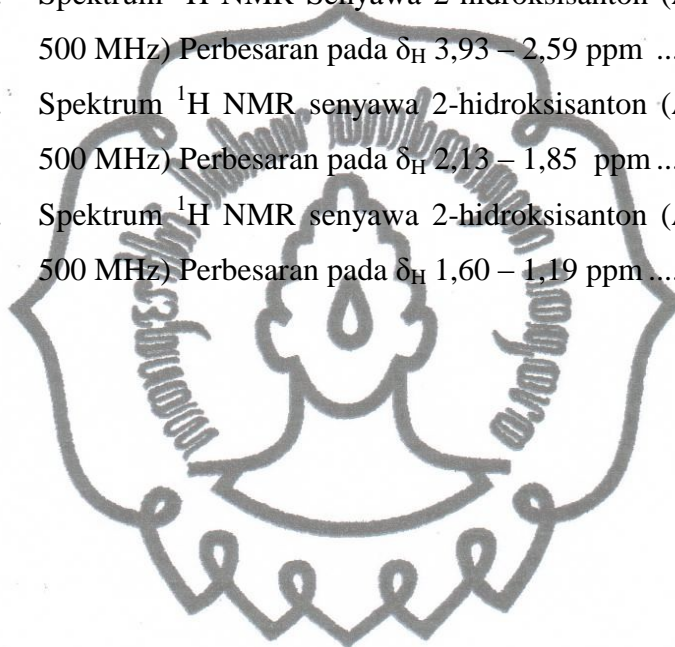 Spektrum ¹H NMR Senyawa 2-hidroksisanton (
500 MHz) Perbesaran pada δH 3,93 – 2,59 ppm ...
Spektrum ¹H NMR senyawa 2-hidroksisanton (
500 MHz) Perbesaran pada δH 2,13 – 1,85 ppm ...
Spektrum ¹H NMR senyawa 2-hidroksisanton (
500 MHz) Perbesaran pada δH 1,60 – 1,19 ppm ....